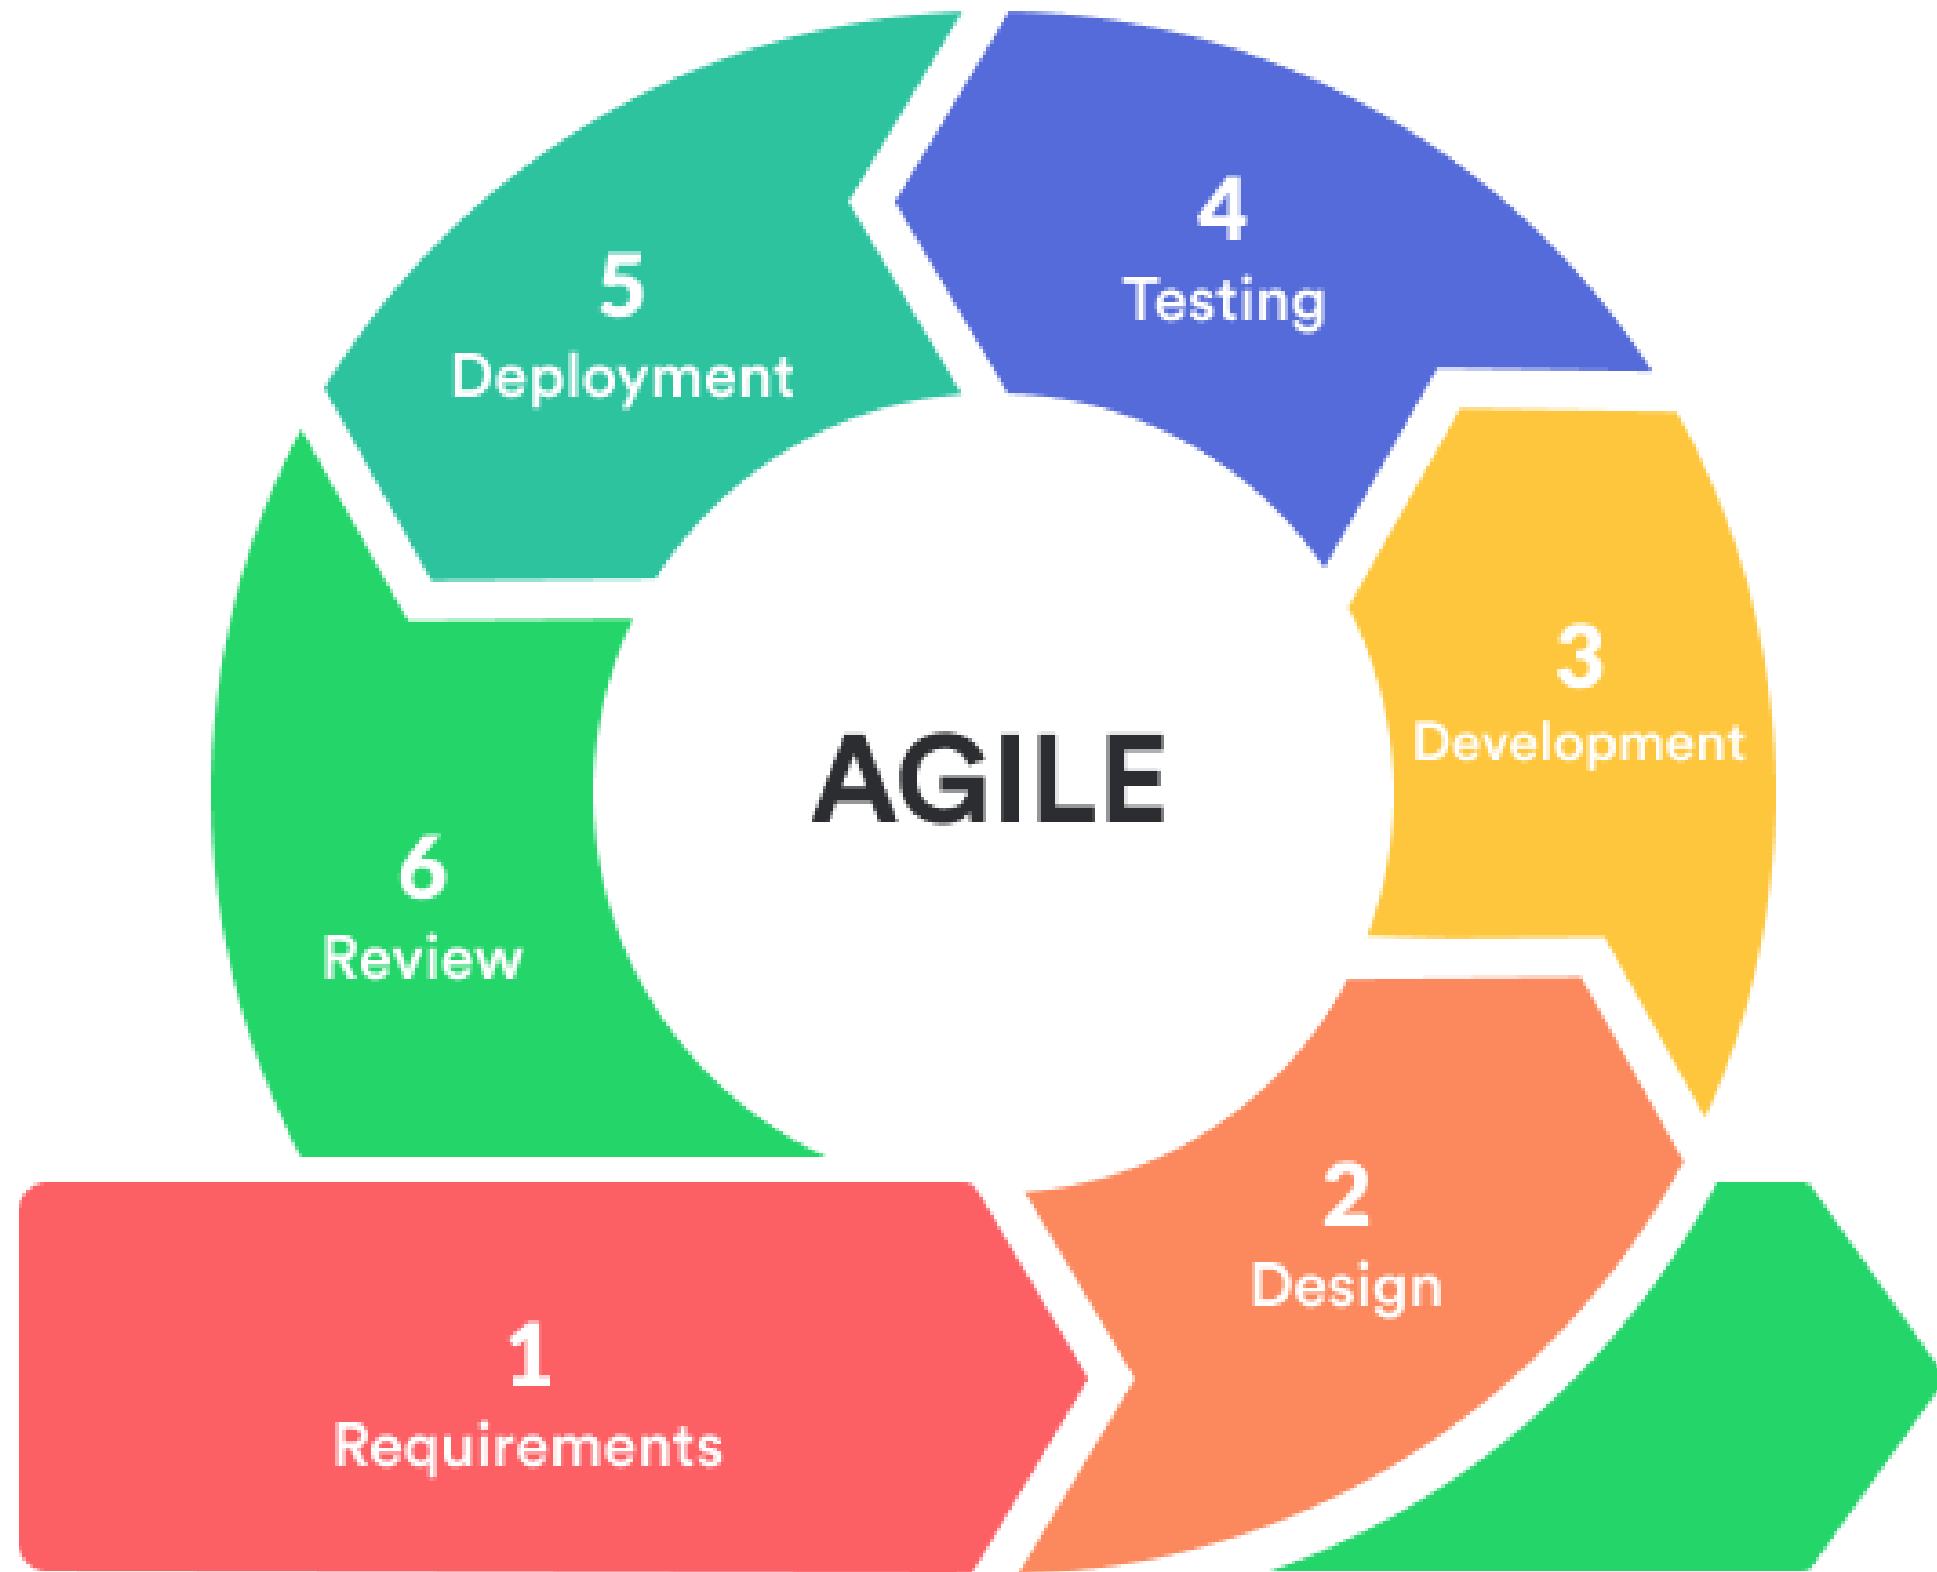 AGILE
1
Requirements
2
Design
3
Development
4
Testing
5
Deployment
6
Review